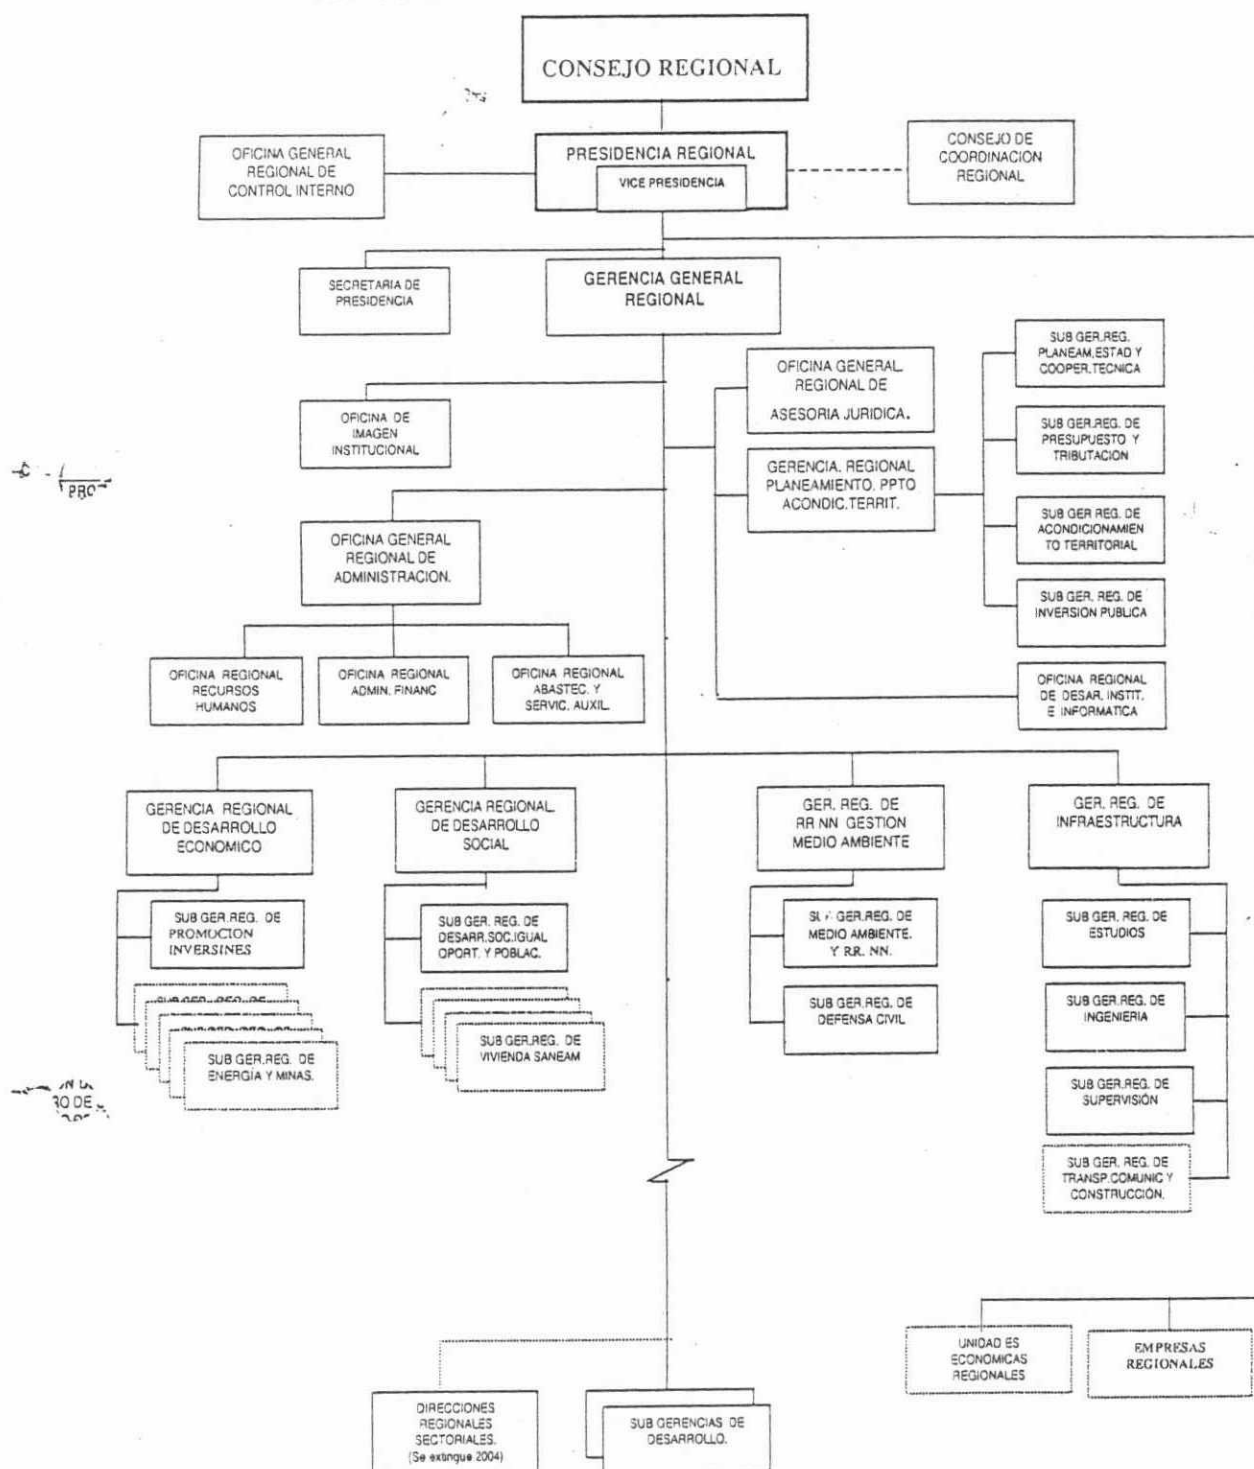 CONSEJO REGIONAL
OFICINA GENERAL
REGIONAL DE
CONTROL INTERNO
PRESIDENCIA REGIONAL
VICE PRESIDENCIA
CONSEJO DE
COORDINACION
REGIONAL
SECRETARIA DE
PRESIDENCIA
GERENCIA GENERAL
REGIONAL
OFICINA DE
IMAGEN
INSTITUCIONAL
OFICINA GENERAL
REGIONAL DE
ASESORIA JURIDICA.
SUB GER.REG.
PLANEAM.ESTAD Y
COOPER.TECNICA
SUB GER.REG. DE
PRESUPUESTO Y
TRIBUTACION
GERENCIA. REGIONAL
PLANEAMIENTO. PPTO
ACONDIC.TERRIT.
SUB GER REG. DE
ACONDICIONAMIEN
TO TERRITORIAL
SUB GER. REG. DE
INVERSION PUBLICA
OFICINA GENERAL
REGIONAL DE
ADMINISTRACION.
OFICINA REGIONAL
RECURSOS
HUMANOS
OFICINA REGIONAL
ADMIN. FINANC
OFICINA REGIONAL
ABASTEC. Y
SERVIC. AUXIL.
OFICINA REGIONAL
DE DESAR. INSTIT.
E INFORMATICA
GERENCIA REGIONAL
DE DESARROLLO
ECONOMICO
GERENCIA REGIONAL
DE DESARROLLO
SOCIAL
GER. REG. DE
RR NN GESTION
MEDIO AMBIENTE
GER. REG. DE
INFRAESTRUCTURA
SUB GER.REG. DE
PROMOCION
INVERSINES
SUB GER. REG. DE
DESARR.SOC.IGUAL
OPORT. Y POBLAC.
GER.REG. DE
MEDIO AMBIENTE.
Y RR. NN.
SUB GER. REG. DE
ESTUDIOS
SUB GER. REG. DE
SUB GER.REG. DE
ENERGIA Y MINAS.
SUB GER.REG. DE
VIVIENDA SANEAM
SUB GER.REG. DE
DEFENSA CIVIL
SUB GER.REG. DE
INGENIERIA
SUB GER.REG. DE
SUPERVISIÓN
SUB GER. REG. DE
TRANSP.COMUNIC Y
CONSTRUCCIÓN.
UNIDAD ES
ECONOMICAS
REGIONALES
EMPRESAS
REGIONALES
DIRECCIONES
REGIONALES
SECTORIALES.
(Se extingue 2004)
SUB GERENCIAS DE
DESARROLLO.